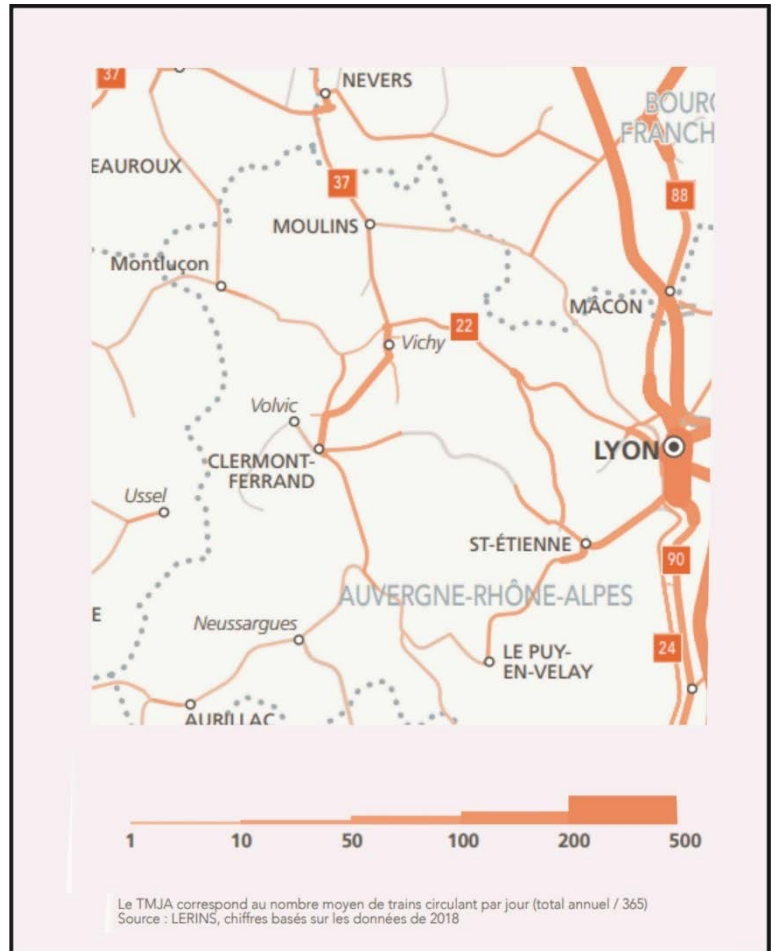 37
NEVERS
BOURG
FRANCH
EAUROUX
37
88
MOULINS
Montluçon
MÂCON
22
Vichy
Volvic
LYON
CLERMONT-
FERRAND
Ussel
ST-ÉTIENNE
90
AUVERGNE-RHÔNE-ALPES
E
Neussargues
24
LE PUY-
EN-VELAY
AURILLAC
1 10 50 100 200 500
Le TMJA correspond au nombre moyen de trains circulant par jour (total annuel / 365)
Source : LERINS, chiffres basés sur les données de 2018